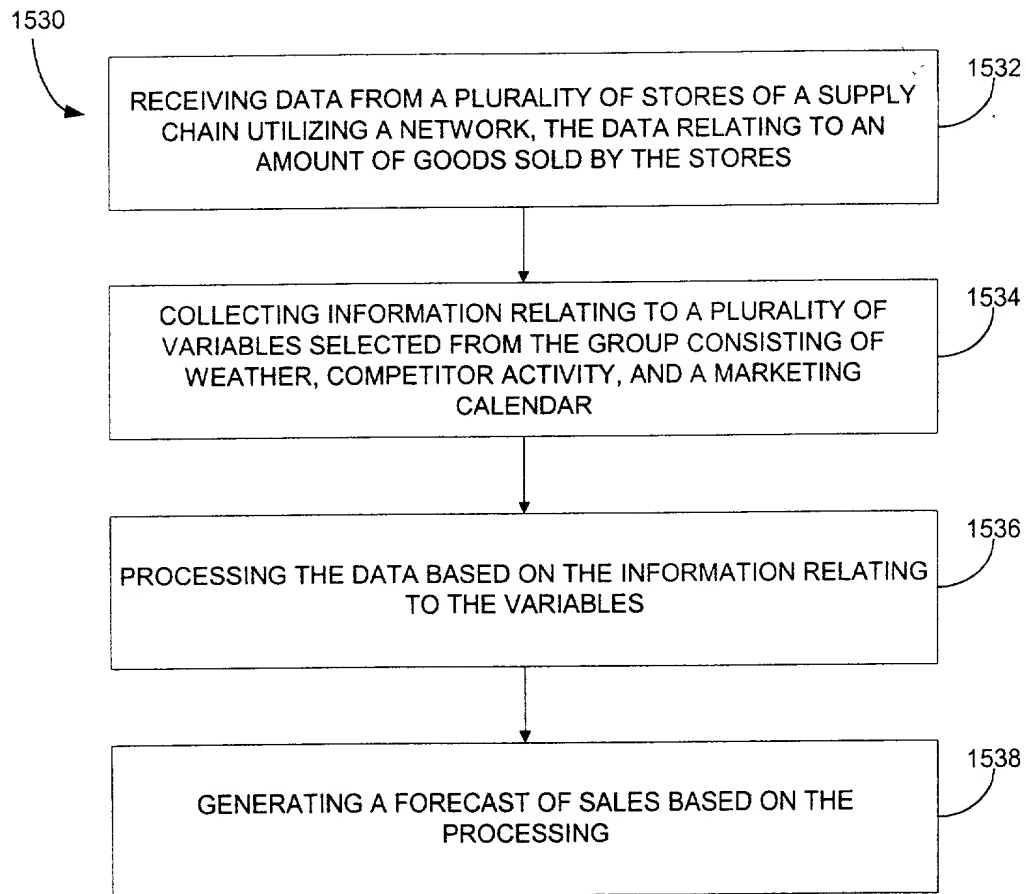 1530
1532
RECEIVING DATA FROM A PLURALITY OF STORES OF A SUPPLY
CHAIN UTILIZING A NETWORK, THE DATA RELATING TO AN
AMOUNT OF GOODS SOLD BY THE STORES
1534
COLLECTING INFORMATION RELATING TO A PLURALITY OF
VARIABLES SELECTED FROM THE GROUP CONSISTING OF
WEATHER, COMPETITOR ACTIVITY, AND A MARKETING
CALENDAR
1536
PROCESSING THE DATA BASED ON THE INFORMATION RELATING
TO THE VARIABLES
1538
GENERATING A FORECAST OF SALES BASED ON THE
PROCESSING